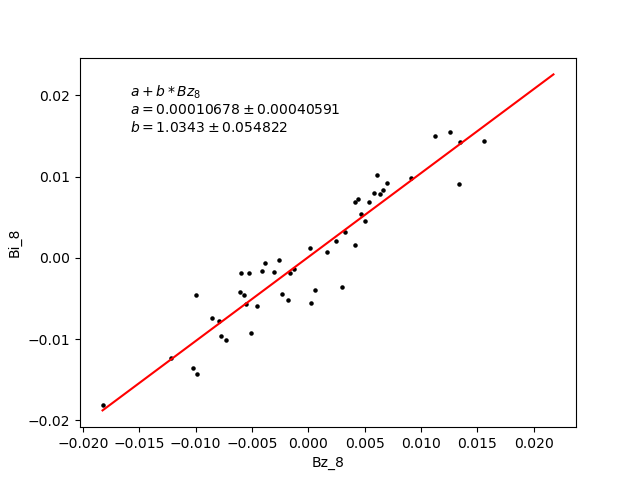 a + b * Bz₈
a = 0.00010678 ± 0.00040591
b = 1.0343 ± 0.054822
0.02
0.01
0.00
−0.01
−0.02
Bi_8
−0.020 −0.015 −0.010 −0.005 0.000 0.005 0.010 0.015 0.020
Bz_8